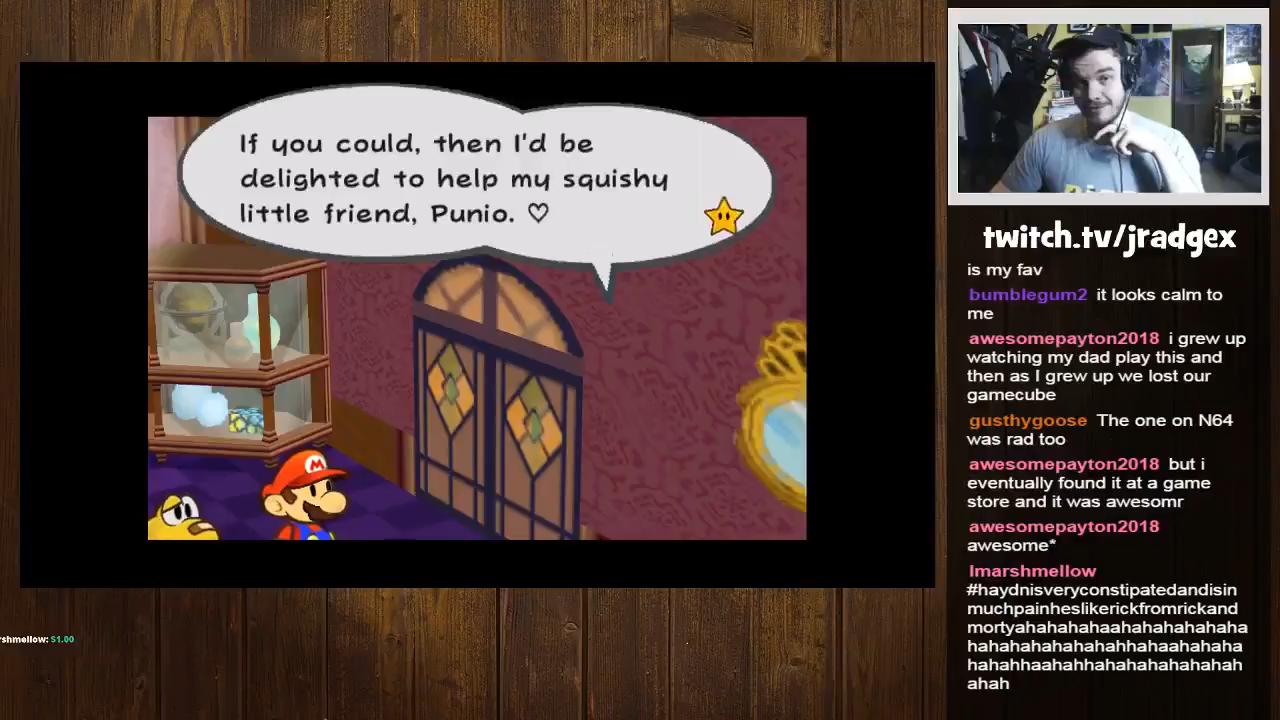 If you could, then I'd be
delighted to help my squishy
little friend, Punio. ♡
M
twitch.tv/jradgex
is my fav
bumblegum2 it looks calm to
me
awesomepayton2018 i grew up
watching my dad play this and
then as I grew up we lost our
gamecube
gusthygoose The one on N64
was rad too
awesomepayton2018 but i
eventually found it at a game
store and it was awesomr
awesomepayton2018
awesome*
lmarshmellow
#haydnisveryconstipatedandisin
muchpainheslikerickfromrickand
mortyahahahahaahahahahahaha
hahahahahahahahhahaahahaha
hahahhaahahhahahahahahahah
ahah
rshmellow: $1.00